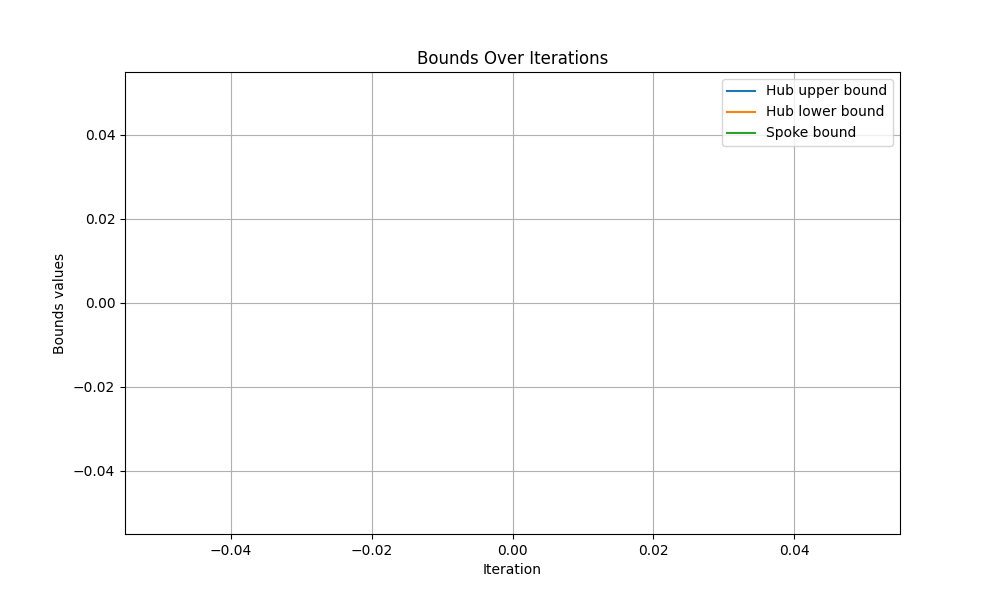 Bounds Over Iterations
Hub upper bound
Hub lower bound
Spoke bound
Bounds values
0.04
0.02
0.00
−0.02
−0.04
−0.04
−0.02
0.00
0.02
0.04
Iteration